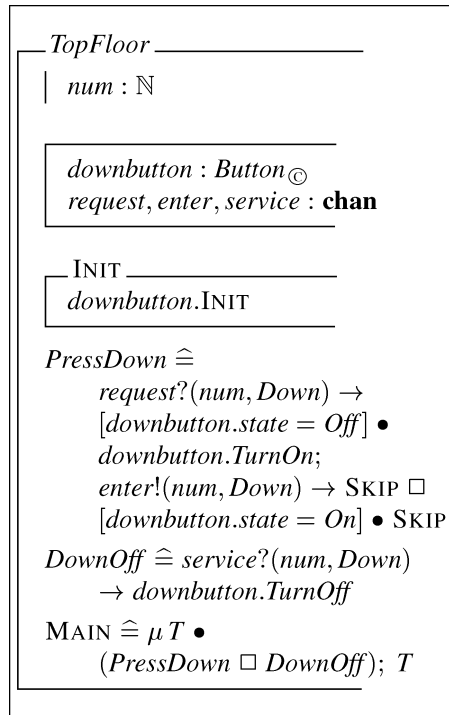 TopFloor
num : ℕ
downbutton : Button©
request, enter, service : chan
INIT
downbutton.INIT
PressDown ≙
request?(num, Down) →
[downbutton.state = Off] •
downbutton.TurnOn;
enter!(num, Down) → SKIP □
[downbutton.state = On] • SKIP
DownOff ≙ service?(num, Down)
→ downbutton.TurnOff
MAIN ≙ μ T •
(PressDown □ DownOff); T